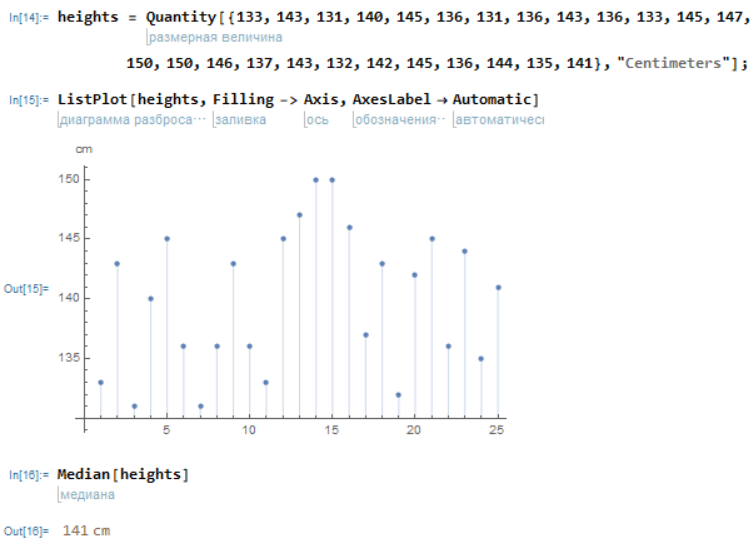 In[14]:= heights = Quantity[{133, 143, 131, 140, 145, 136, 131, 136, 143, 136, 133, 145, 147,
размерная величина
150, 150, 146, 137, 143, 132, 142, 145, 136, 144, 135, 141}, "Centimeters"];
In[15]:= ListPlot[heights, Filling -> Axis, AxesLabel → Automatic]
диаграмма разброса⋯ заливка ось обозначения⋯ автоматичесн
cm
150
145
Out[15]= 140
135
5 10 15 20 25
In[16]:= Median[heights]
медиана
Out[16]= 141 cm